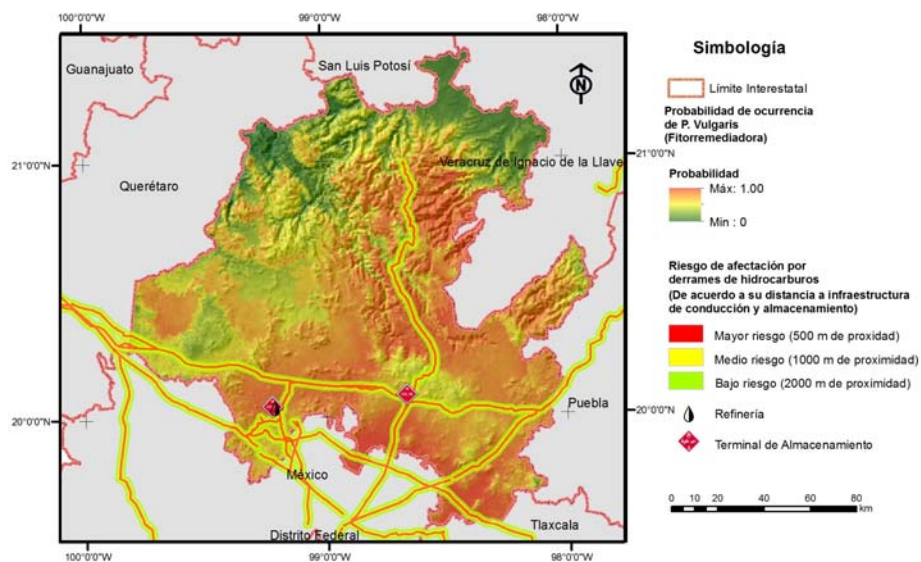 100°0'0"W
99°0'0"W
98°0'0"W
Guanajuato
San Luis Potosí
N
21°0'0"N
Veracruz de Ignacio de la Llave
21°0'0"N
Querétaro
20°0'0"N
Puebla
20°0'0"N
México
Distrito Federal
Tlaxcala
100°0'0"W
99°0'0"W
98°0'0"W
Simbología
Límite Interestatal
Probabilidad de ocurrencia
de P. Vulgaris
(Fitorremediadora)
Probabilidad
Máx: 1.00
Min : 0
Riesgo de afectación por
derrames de hidrocarburos
(De acuerdo a su distancia a infraestructura
de conducción y almacenamiento)
Mayor riesgo (500 m de proxidad)
Medio riesgo (1000 m de proximidad)
Bajo riesgo (2000 m de proximidad)
Refinería
Terminal de Almacenamiento
0 5 10 20 40 60 80
km